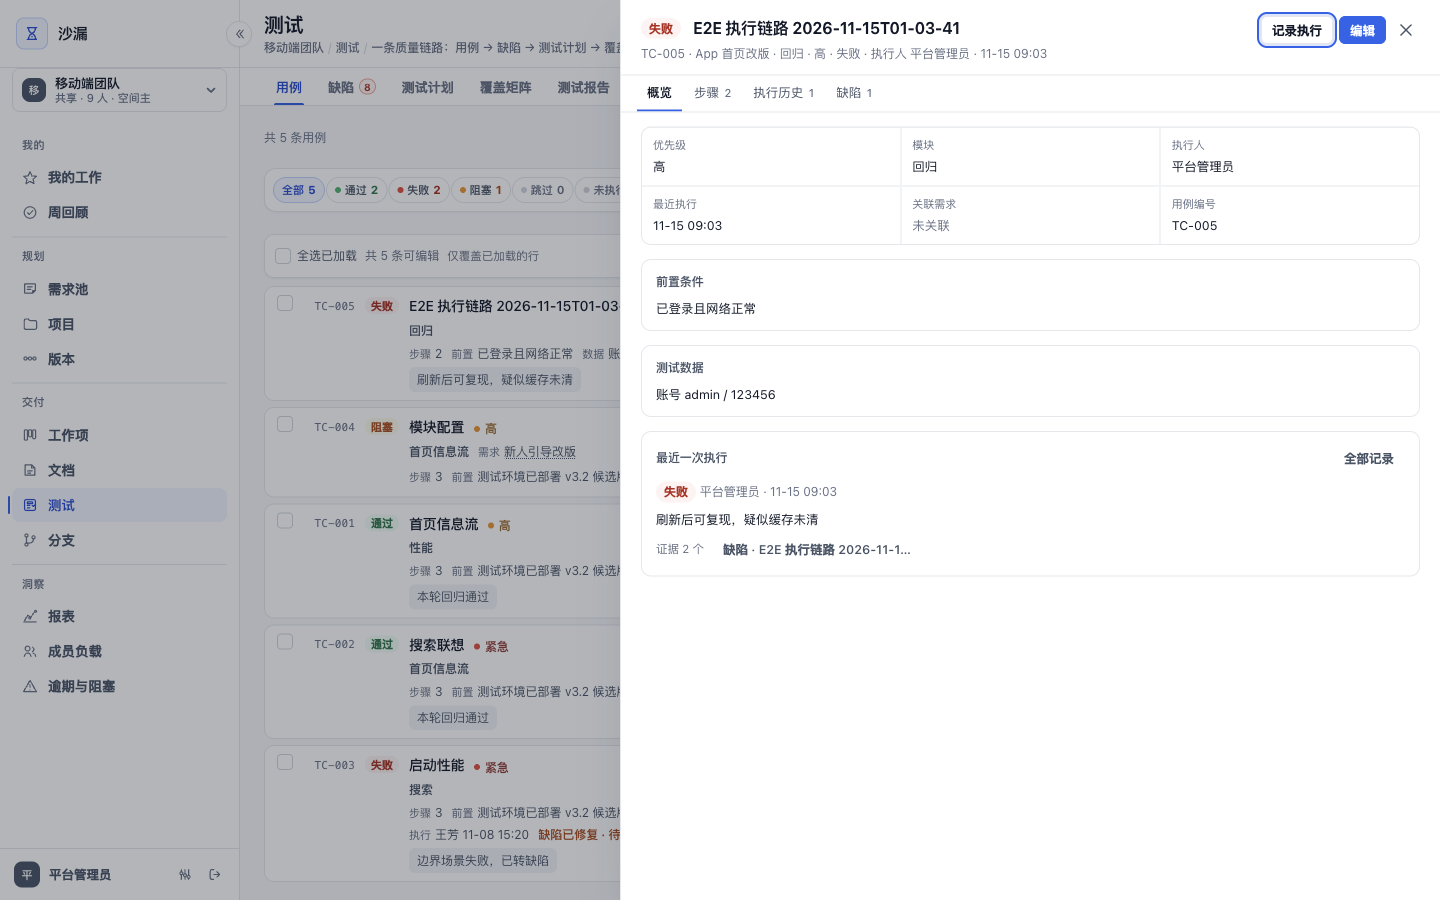 沙漏
移动端团队
共享 · 9 人 · 空间主
移
我的
我的工作
周回顾
规划
需求池
项目
版本
交付
工作项
文档
测试
分支
洞察
报表
成员负载
逾期与阻塞
平 平台管理员
测试
移动端团队 / 测试 / 一条质量链路：用例 → 缺陷 → 测试计划 → 覆
用例 缺陷 8 测试计划 覆盖矩阵 测试报告
共 5 条用例
全部 5 通过 2 失败 2 阻塞 1 跳过 0 未执
全选已加载 共 5 条可编辑 仅覆盖已加载的行
TC-005 失败 E2E 执行链路 2026-11-15T01-03
回归
步骤 2 前置 已登录且网络正常 数据 账
刷新后可复现，疑似缓存未清
TC-004 阻塞 模块配置 高
首页信息流 需求 新人引导改版
步骤 3 前置 测试环境已部署 v3.2 候选
TC-001 通过 首页信息流 高
性能
步骤 3 前置 测试环境已部署 v3.2 候选
本轮回归通过
TC-002 通过 搜索联想 紧急
首页信息流
步骤 3 前置 测试环境已部署 v3.2 候选
本轮回归通过
TC-003 失败 启动性能 紧急
搜索
步骤 3 前置 测试环境已部署 v3.2 候选
执行 王芳 11-08 15:20 缺陷已修复 · 待
边界场景失败，已转缺陷
失败 E2E 执行链路 2026-11-15T01-03-41
记录执行 编辑
TC-005 · App 首页改版 · 回归 · 高 · 失败 · 执行人 平台管理员 · 11-15 09:03
概览 步骤 2 执行历史 1 缺陷 1
优先级 模块 执行人
高 回归 平台管理员
最近执行 关联需求 用例编号
11-15 09:03 未关联 TC-005
前置条件
已登录且网络正常
测试数据
账号 admin / 123456
最近一次执行 全部记录
失败 平台管理员 · 11-15 09:03
刷新后可复现，疑似缓存未清
证据 2 个 缺陷 · E2E 执行链路 2026-11-1...